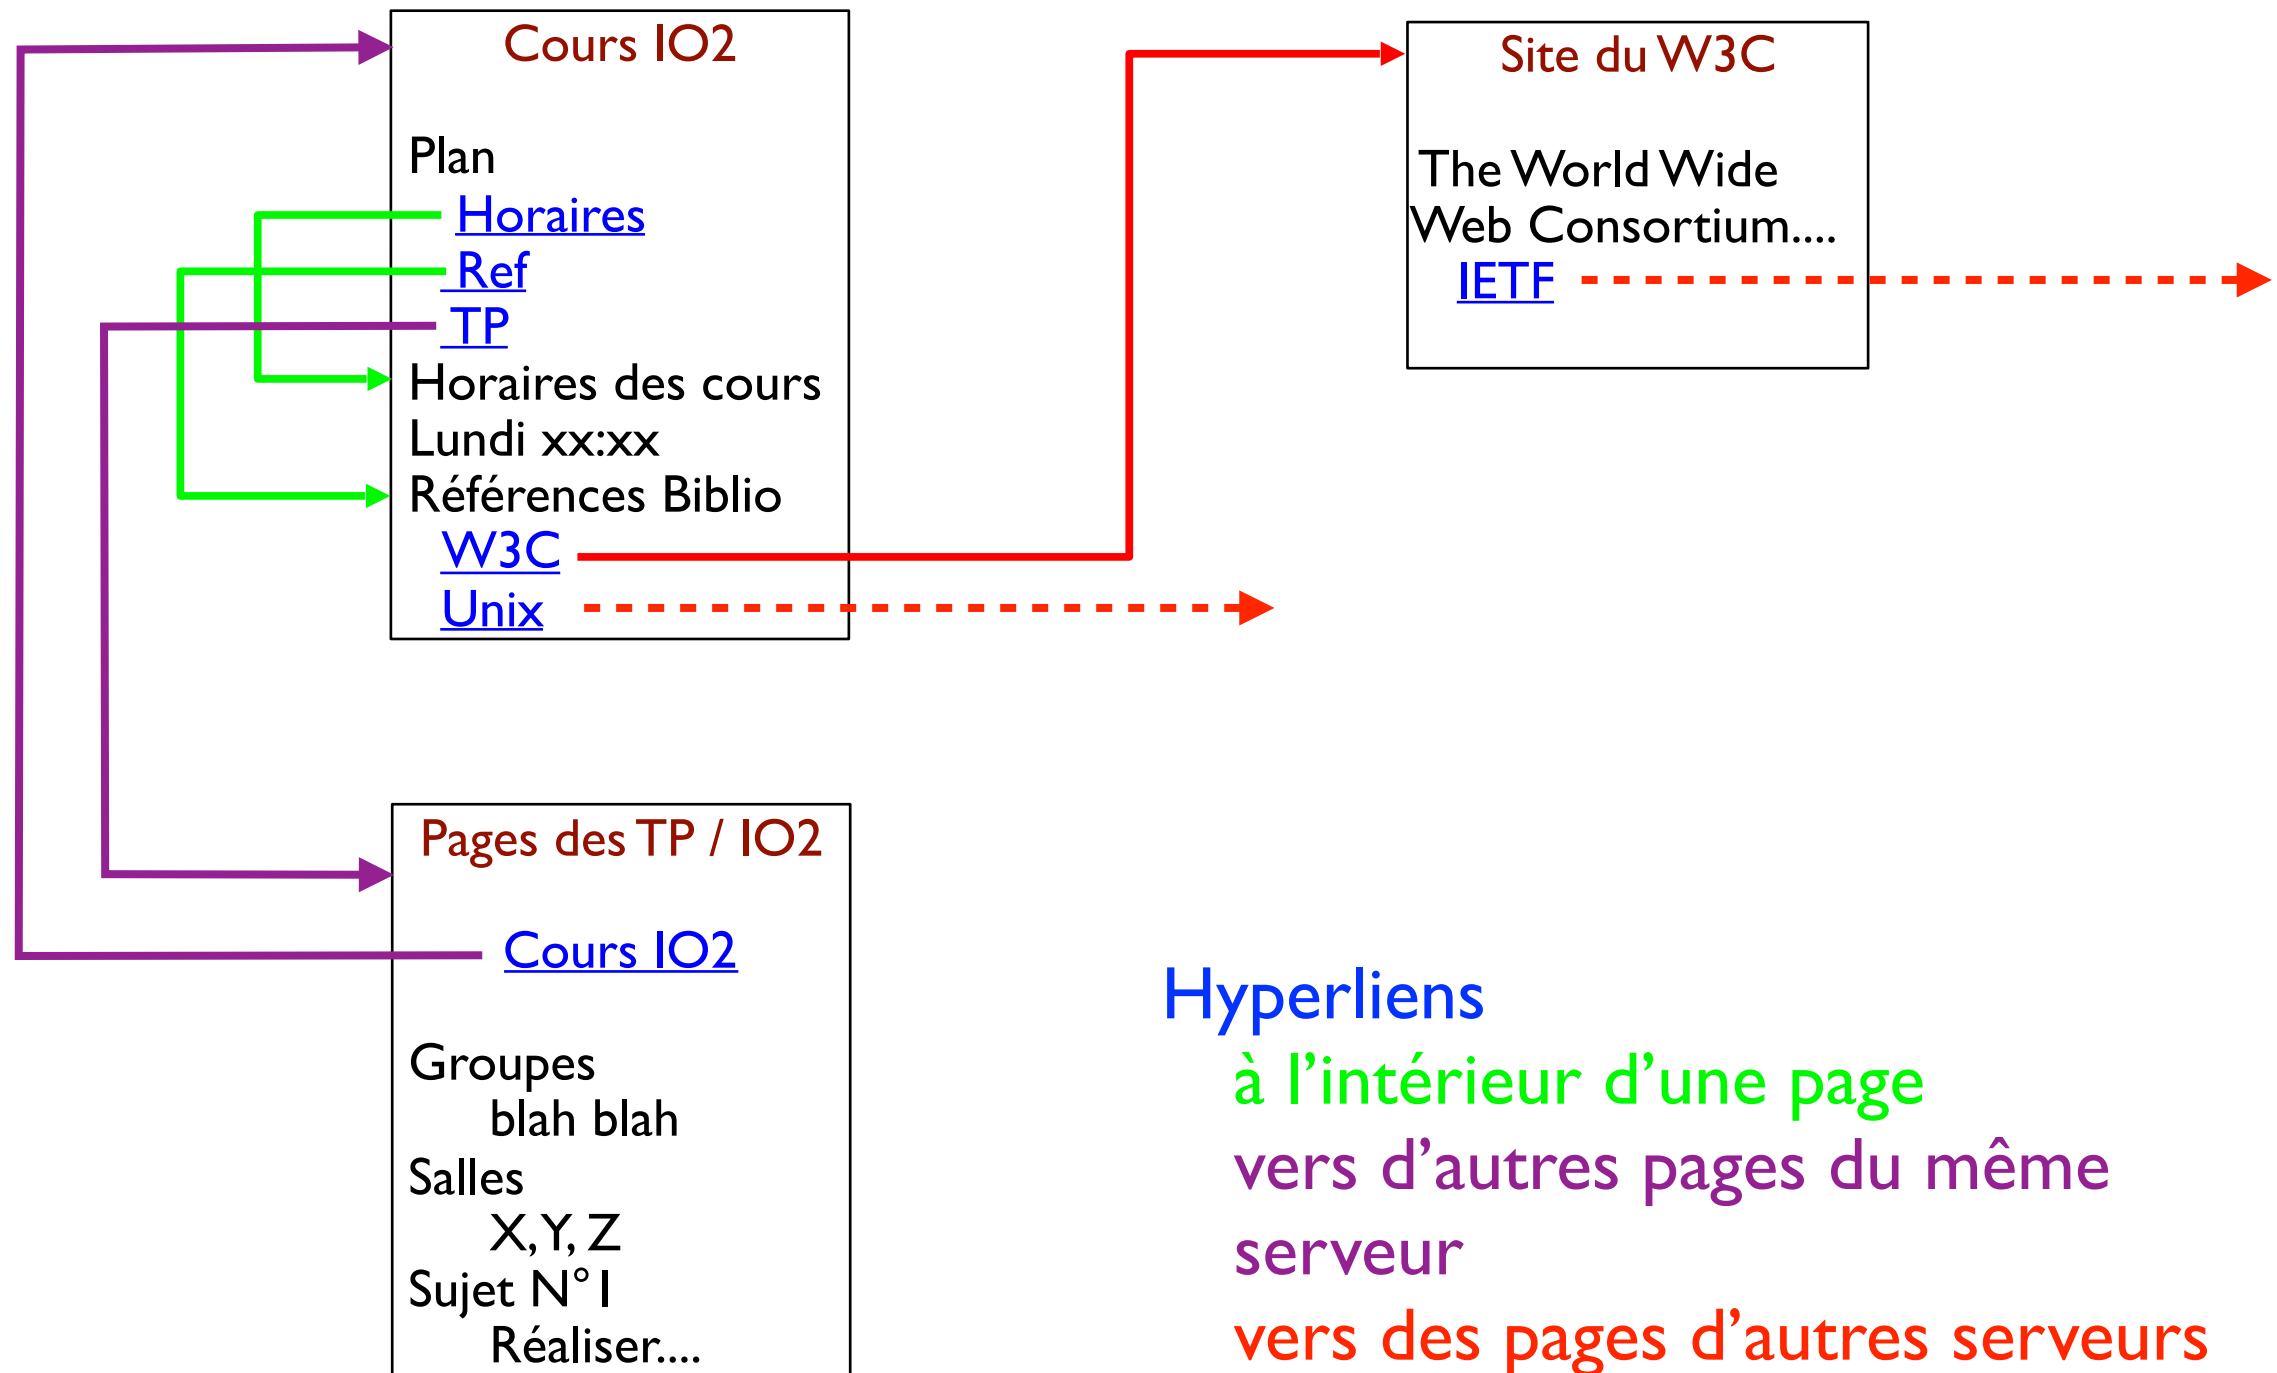 Cours IO2
Plan
Horaires
Ref
TP
Horaires des cours
Lundi xx:xx
Références Biblio
W3C
Unix
Site du W3C
The World Wide
Web Consortium....
IETF
Pages des TP / IO2
Cours IO2
Groupes
blah blah
Salles
X, Y, Z
Sujet N°1
Réaliser....
Hyperliens
à l’intérieur d’une page
vers d’autres pages du même
serveur
vers des pages d’autres serveurs